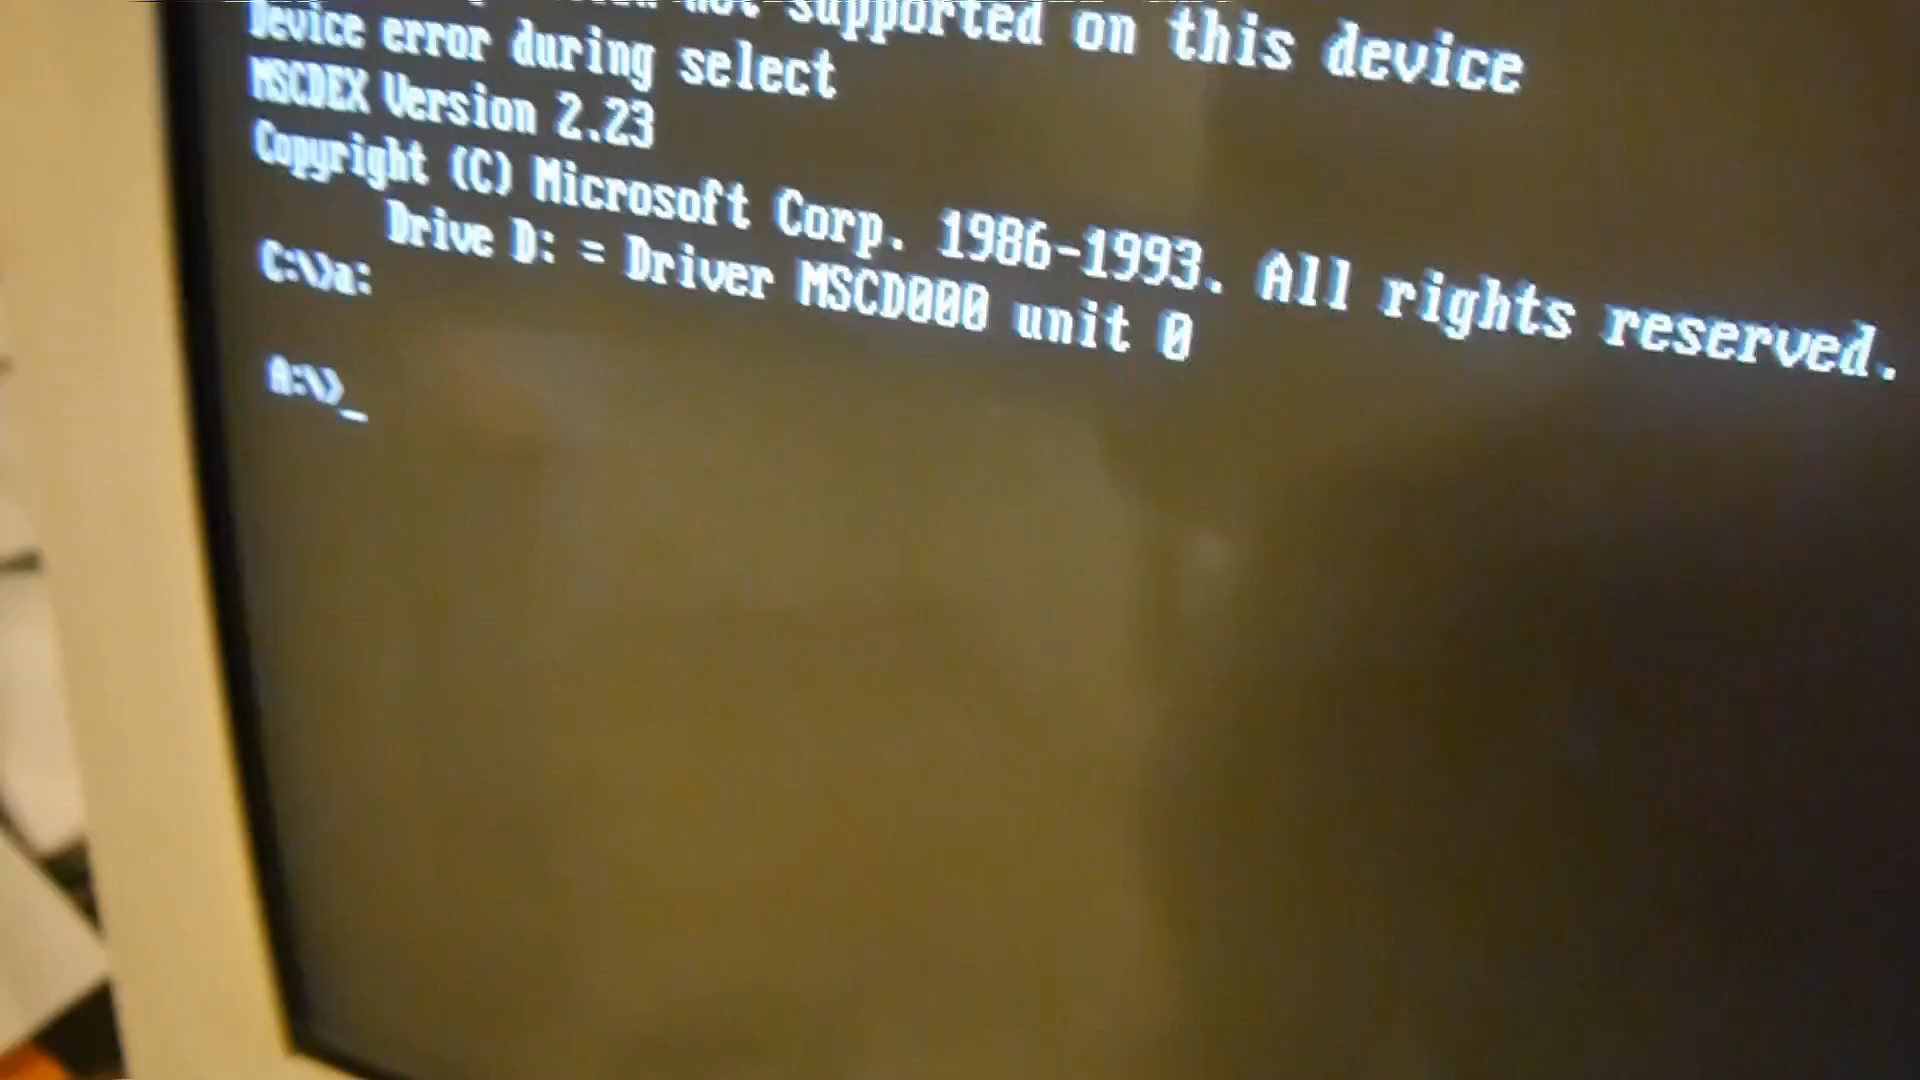 not supported on this device
Device error during select
MSCDEX Version 2.23
Copyright (C) Microsoft Corp. 1986-1993. All rights reserved.
Drive D: = Driver MSCD000 unit 0
C:\>a:
A:\>_